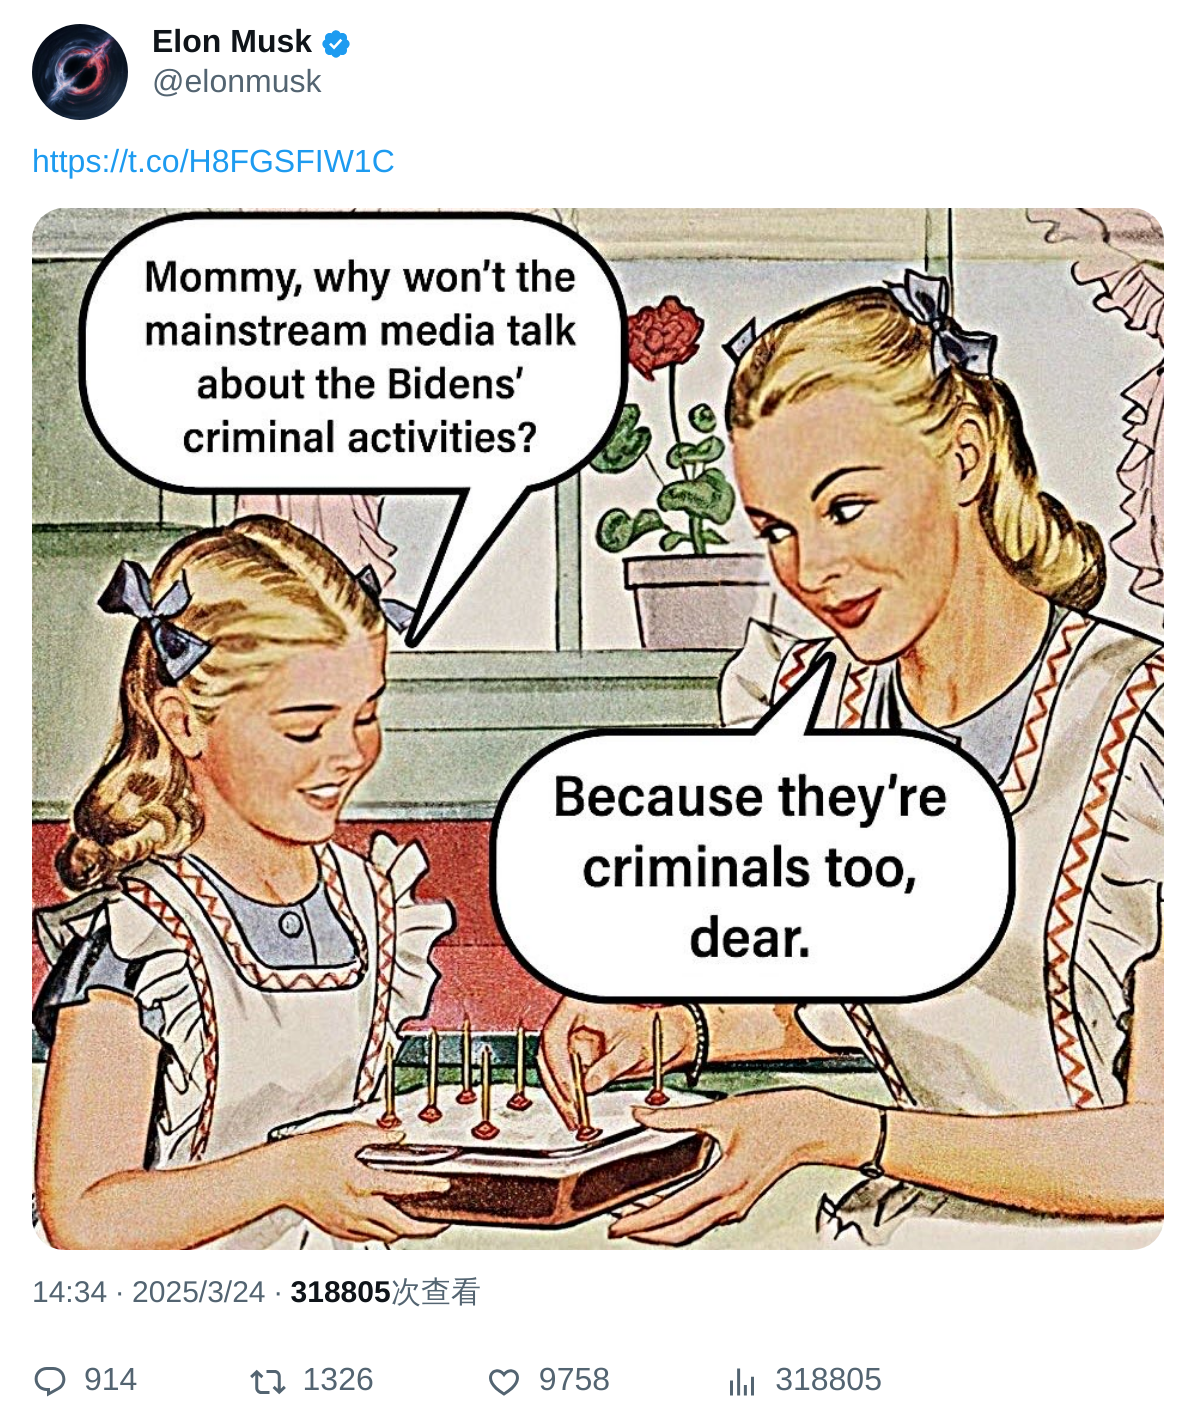 Elon Musk
@elonmusk
https://t.co/H8FGSFIW1C
Mommy, why won't the
mainstream media talk
about the Bidens'
criminal activities?
Because they're
criminals too,
dear.
14:34 · 2025/3/24 · 318805次查看
914 1326 9758 318805